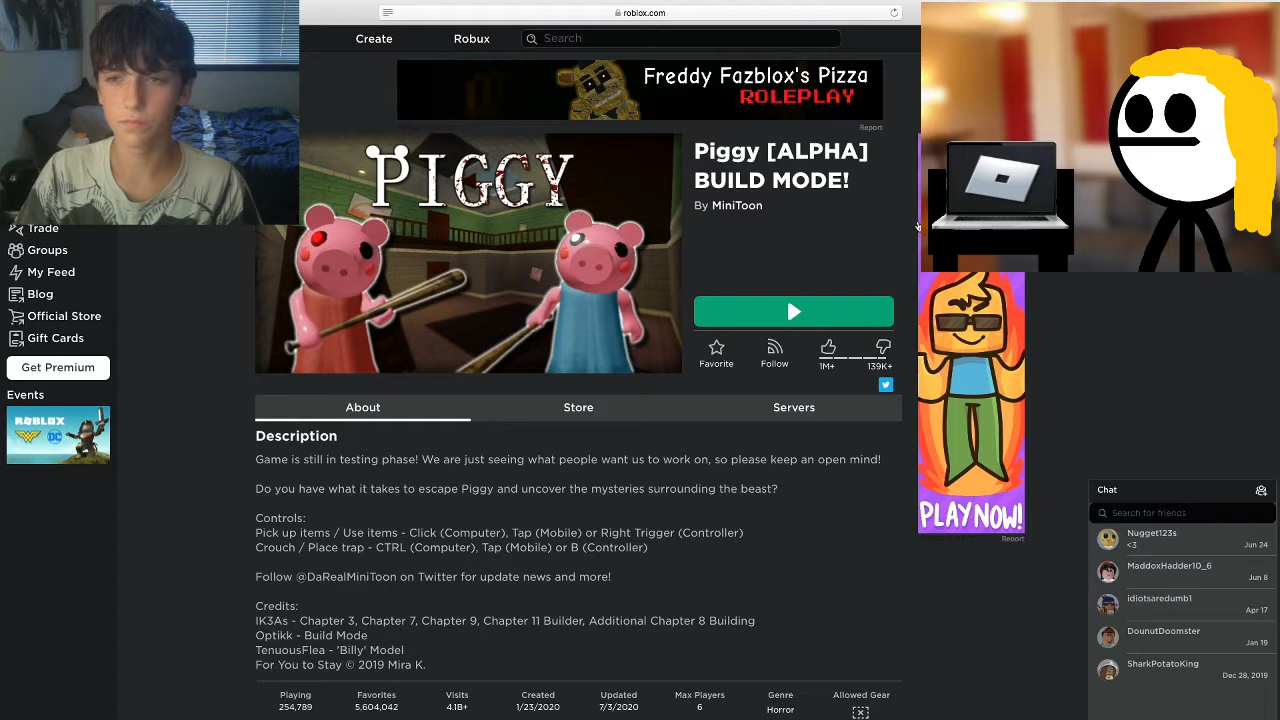 roblox.com
Create
Robux
Search
Freddy Fazblox's Pizza
ROLEPLAY
Report
PIGGY
Piggy [ALPHA]
BUILD MODE!
By MiniToon
Trade
Groups
My Feed
Blog
Official Store
Gift Cards
Get Premium
Events
ROBLOX
DC
Favorite
Follow
1M+
139K+
About
Store
Servers
Description
Game is still in testing phase! We are just seeing what people want us to work on, so please keep an open mind!
Do you have what it takes to escape Piggy and uncover the mysteries surrounding the beast?
Controls:
Pick up items / Use items - Click (Computer), Tap (Mobile) or Right Trigger (Controller)
Crouch / Place trap - CTRL (Computer), Tap (Mobile) or B (Controller)
Follow @DaRealMiniToon on Twitter for update news and more!
Credits:
IK3As - Chapter 3, Chapter 7, Chapter 9, Chapter 11 Builder, Additional Chapter 8 Building
Optikk - Build Mode
TenuousFlea - 'Billy' Model
For You to Stay © 2019 Mira K.
Playing
254,789
Favorites
5,604,042
Visits
4.1B+
Created
1/23/2020
Updated
7/3/2020
Max Players
6
Genre
Horror
Allowed Gear
PLAY NOW!
Report
Chat
Search for friends
Nugget123s
<3
Jun 24
MaddoxHadder10_6
Jun 8
idiotsaredumb1
Apr 17
DounutDoomster
Jan 19
SharkPotatoKing
Dec 28, 2019